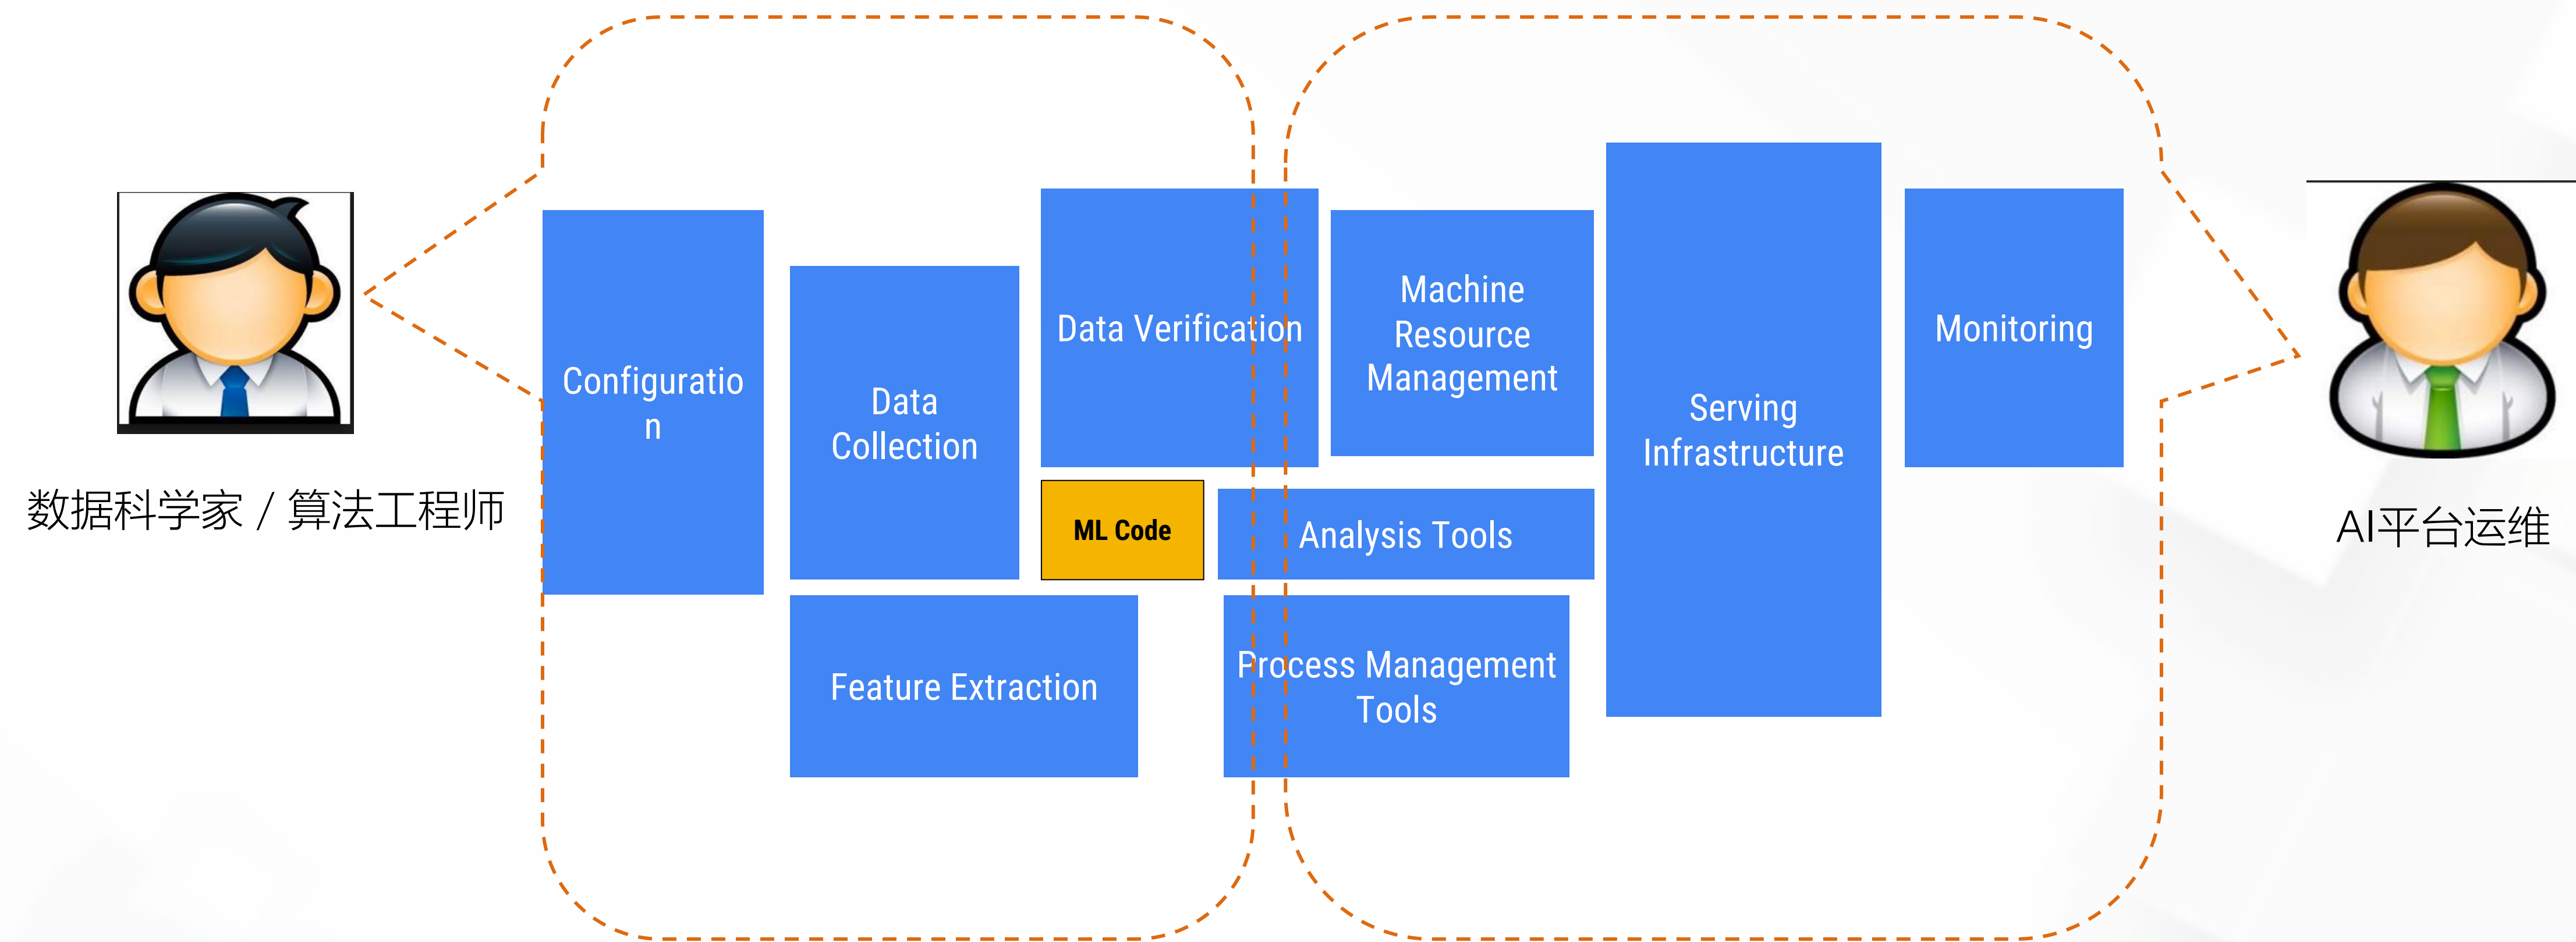 数据科学家 / 算法工程师
Configuratio
n
Data
Collection
Data Verification
ML Code
Feature Extraction
Machine
Resource
Management
Analysis Tools
Process Management
Tools
Serving
Infrastructure
Monitoring
AI平台运维